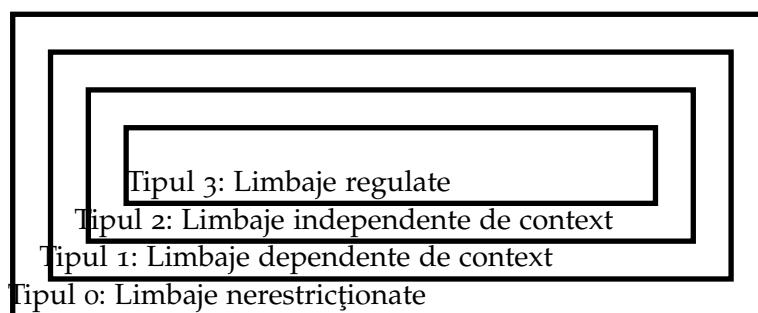 Tipul 3: Limbaje regulate
Tipul 2: Limbaje independente de context
Tipul 1: Limbaje dependente de context
Tipul 0: Limbaje nerestricţionate